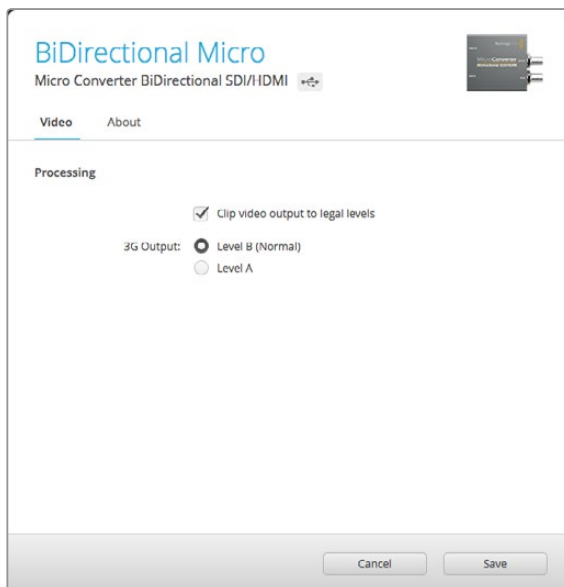 BiDirectional Micro
Micro Converter BiDirectional SDI/HDMI
MicroConverter
Video About
Processing
Clip video output to legal levels
3G Output: Level B (Normal)
Level A
Cancel Save